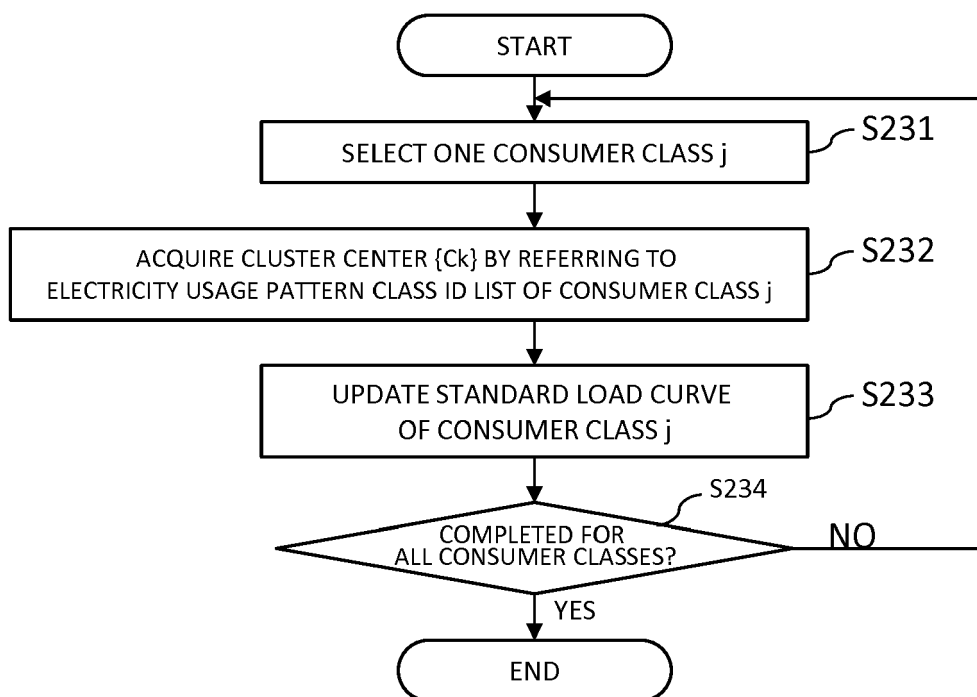 START
S231
SELECT ONE CONSUMER CLASS j
S232
ACQUIRE CLUSTER CENTER {Ck} BY REFERRING TO
ELECTRICITY USAGE PATTERN CLASS ID LIST OF CONSUMER CLASS j
S233
UPDATE STANDARD LOAD CURVE
OF CONSUMER CLASS j
S234
COMPLETED FOR
ALL CONSUMER CLASSES?
NO
YES
END